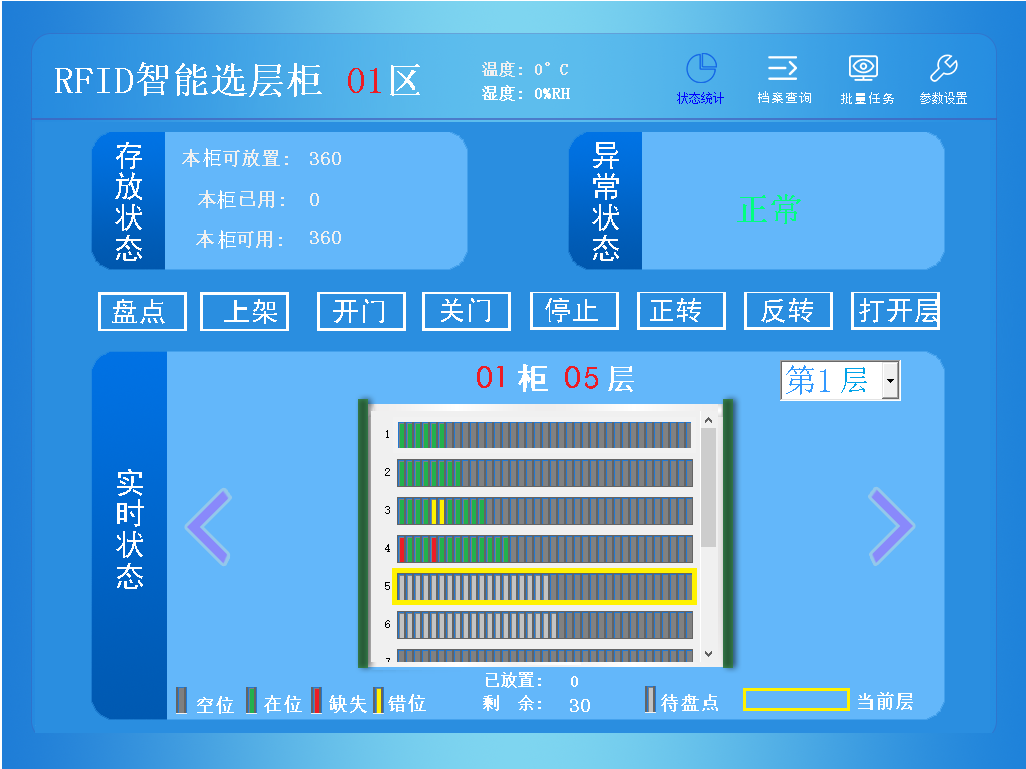 RFID智能选层柜 01区
温度: 0° C
湿度: 0%RH
状态统计
档案查询
批量任务
参数设置
存放状态
本柜可放置: 360
本柜已用: 0
本柜可用: 360
异常状态
正常
盘点
上架
开门
关门
停止
正转
反转
打开层
实时状态
01 柜 05 层
第1 层
1
2
3
4
5
6
7
已放置: 0
剩 余: 30
空位
在位
缺失
错位
待盘点
当前层